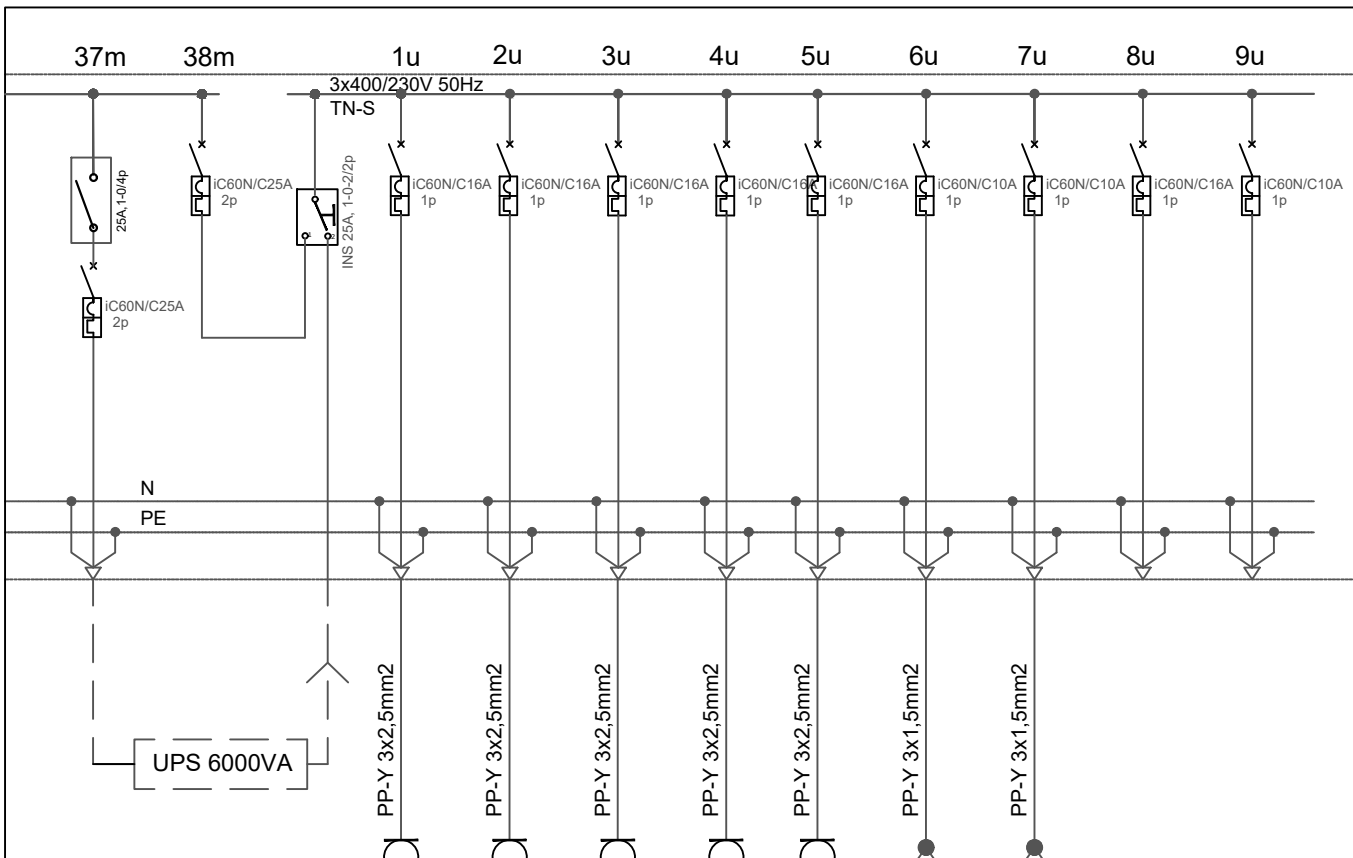 37m
38m
1u
2u
3u
4u
5u
6u
7u
8u
9u
3x400/230V 50Hz
TN-S
25A, 1-0/4p
iC60N/C25A
2p
iC60N/C25A
2p
1
2
INS 25A, 1-0-2/2p
iC60N/C16A
1p
iC60N/C16A
1p
iC60N/C16A
1p
iC60N/C16A
1p
iC60N/C16A
1p
iC60N/C10A
1p
iC60N/C10A
1p
iC60N/C16A
1p
iC60N/C10A
1p
N
PE
UPS 6000VA
PP-Y 3x2,5mm2
PP-Y 3x2,5mm2
PP-Y 3x2,5mm2
PP-Y 3x2,5mm2
PP-Y 3x2,5mm2
PP-Y 3x1,5mm2
PP-Y 3x1,5mm2